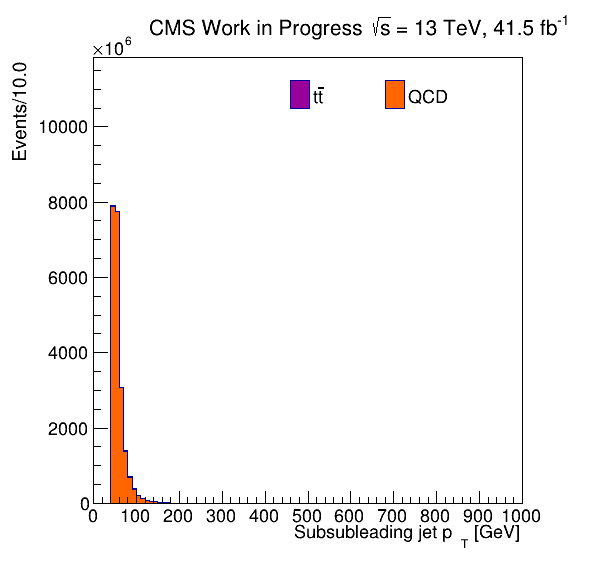 CMS Work in Progress √s = 13 TeV, 41.5 fb⁻¹
×10⁶
Events/10.0
tt̄
QCD
10000
8000
6000
4000
2000
0
0 100 200 300 400 500 600 700 800 900 1000
Subsubleading jet p_T [GeV]